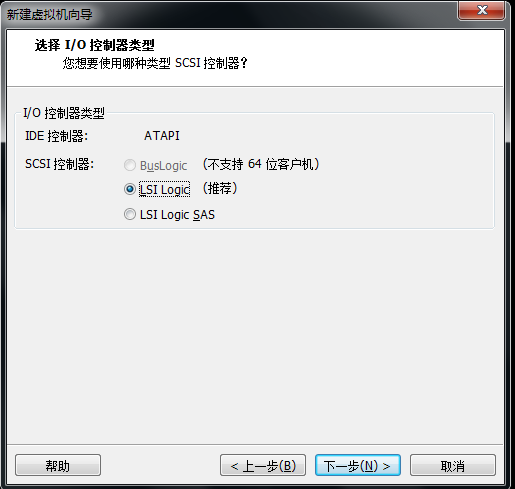 新建虚拟机向导
选择 I/O 控制器类型
您想要使用哪种类型 SCSI 控制器?
I/O 控制器类型
IDE 控制器: ATAPI
SCSI 控制器: BusLogic (不支持 64 位客户机)
LSI Logic (推荐)
LSI Logic SAS
帮助 < 上一步(B) 下一步(N) > 取消